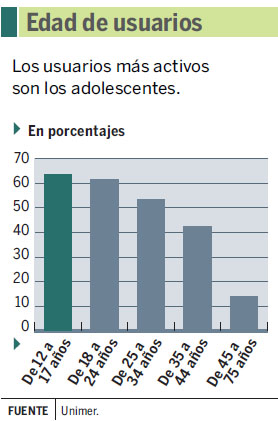 Edad de usuarios
Los usuarios más activos
son los adolescentes.
En porcentajes
70
60
50
40
30
20
10
0
De 12 a
17 años
De 18 a
24 años
De 25 a
34 años
De 35 a
44 años
De 45 a
75 años
FUENTE Unimer.